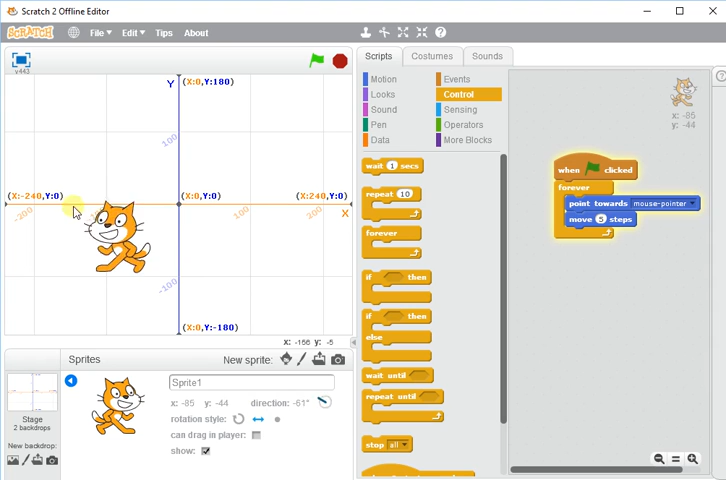 Scratch 2 Offline Editor
SCRATCH File Edit Tips About
v443
Scripts Costumes Sounds
Motion Events
Looks Control
Sound Sensing
Pen Operators
Data More Blocks
Y (X:0,Y:180)
100
(X:-240,Y:0) (X:0,Y:0) (X:240,Y:0)
-200 100 200 X
-100
(X:0,Y:-180)
X: -166 y: -5
wait 1 secs
repeat 10
forever
if then
if then
else
wait until
repeat until
stop all
x: -85
y: -44
when clicked
forever
point towards mouse-pointer
move 5 steps
Sprites New sprite:
Stage
2 backdrops
New backdrop:
Sprite1
x: -85 y: -44 direction: -61°
rotation style:
can drag in player:
show: